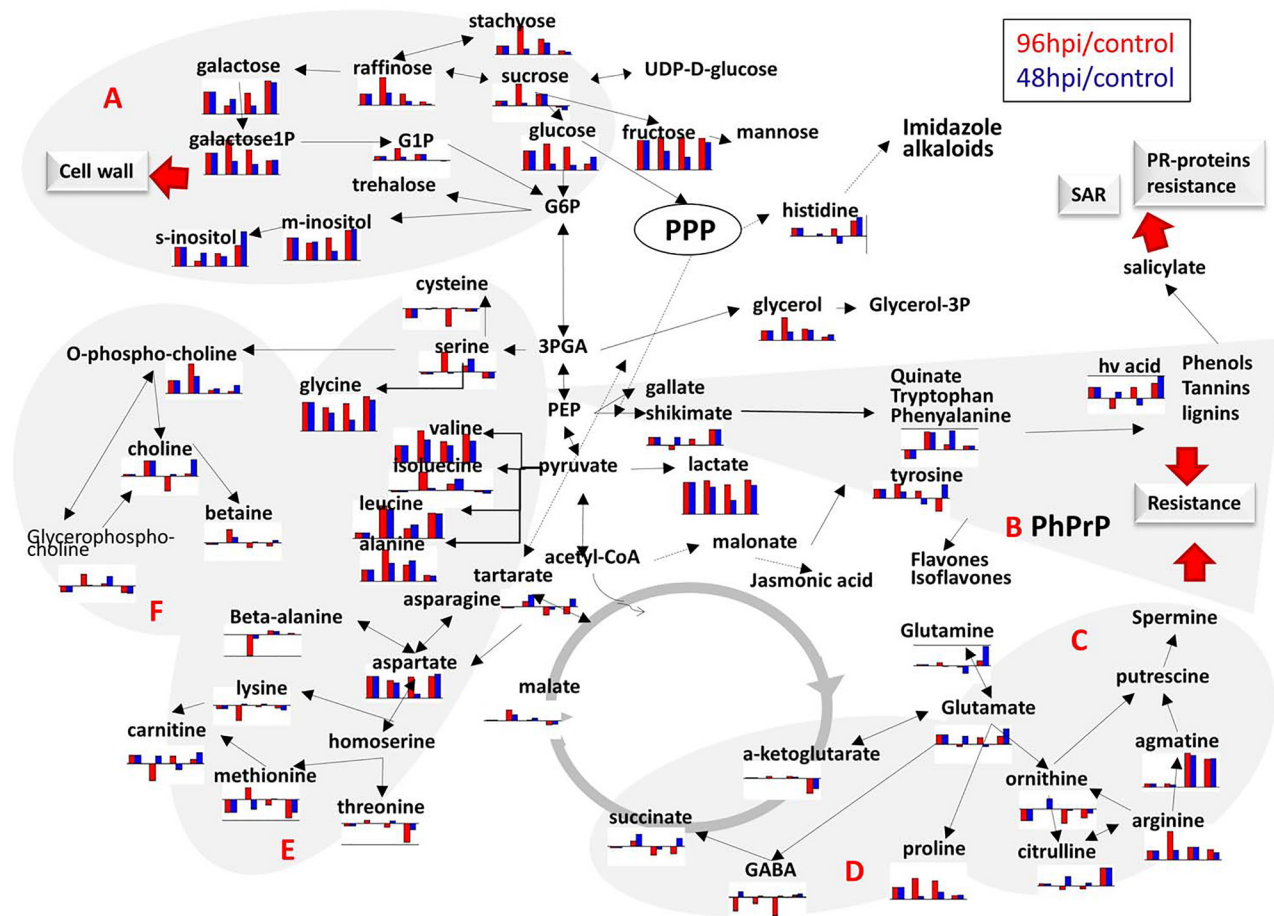 96hpi/control
48hpi/control
stachyose
galactose
raffinose
sucrose
UDP-D-glucose
A
galactose1P
G1P
glucose
fructose
mannose
Imidazole
alkaloids
Cell wall
trehalose
G6P
PPP
histidine
SAR
PR-proteins
resistance
s-inositol
m-inositol
salicylate
cysteine
glycerol
Glycerol-3P
O-phospho-choline
serine
3PGA
glycine
PEP
gallate
shikimate
Quinate
Tryptophan
Phenyalanine
hv acid
Phenols
Tannins
lignins
valine
choline
isoluecine
pyruvate
lactate
tyrosine
Resistance
leucine
betaine
Glycerophospho-
choline
alanine
B PhPrP
acetyl-CoA
malonate
Jasmonic acid
Flavones
Isoflavones
tartarate
asparagine
F
Beta-alanine
aspartate
Glutamine
C
Spermine
putrescine
lysine
malate
Glutamate
carnitine
homoserine
a-ketoglutarate
agmatine
methionine
ornithine
threonine
succinate
arginine
E
GABA
D
proline
citrulline